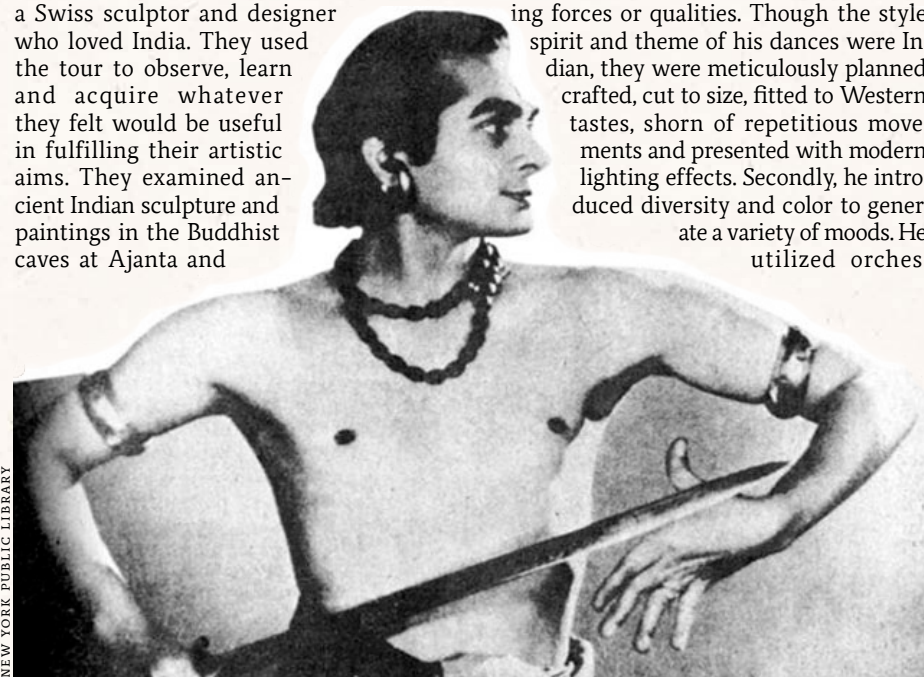 a Swiss sculptor and designer
who loved India. They used
the tour to observe, learn
and acquire whatever
they felt would be useful
in fulfilling their artistic
aims. They examined an–
cient Indian sculpture and
paintings in the Buddhist
caves at Ajanta and
ing forces or qualities. Though the style
spirit and theme of his dances were In
dian, they were meticulously planned
crafted, cut to size, fitted to Western
tastes, shorn of repetitious move
ments and presented with modern
lighting effects. Secondly, he intro
duced diversity and color to gener
ate a variety of moods. He
utilized orches
NEW YORK PUBLIC LIBRARY